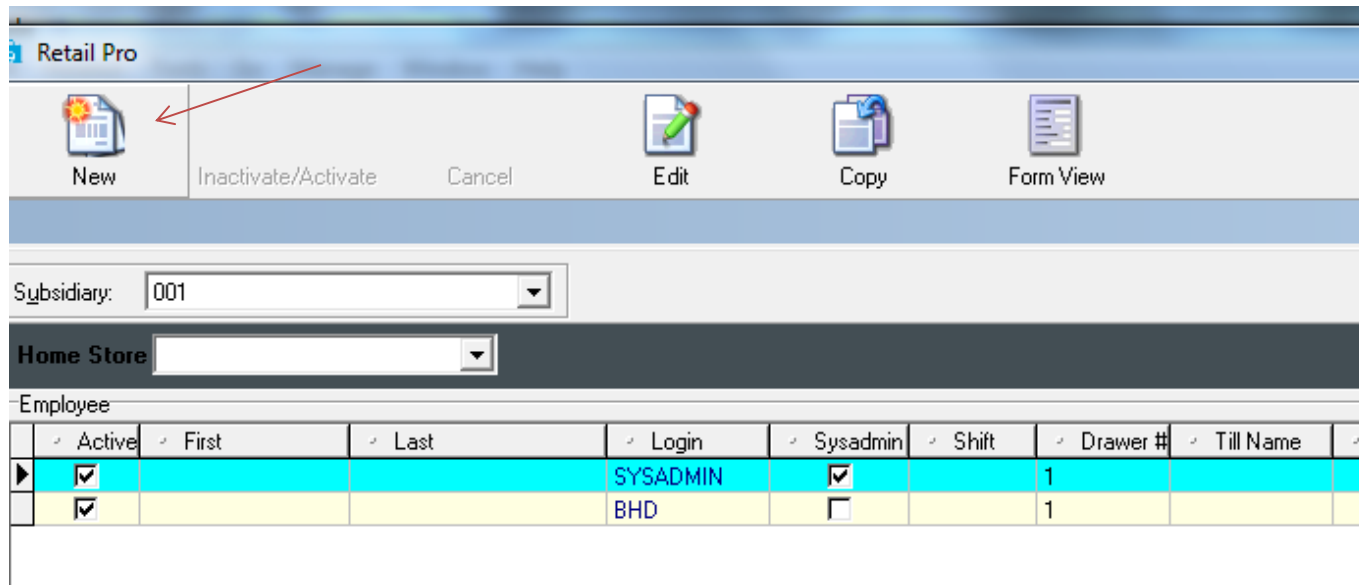 Retail Pro
New Inactivate/Activate Cancel Edit Copy Form View
Subsidiary: 001
Home Store
Employee
Active First Last Login Sysadmin Shift Drawer # Till Name
SYSADMIN 1
BHD 1